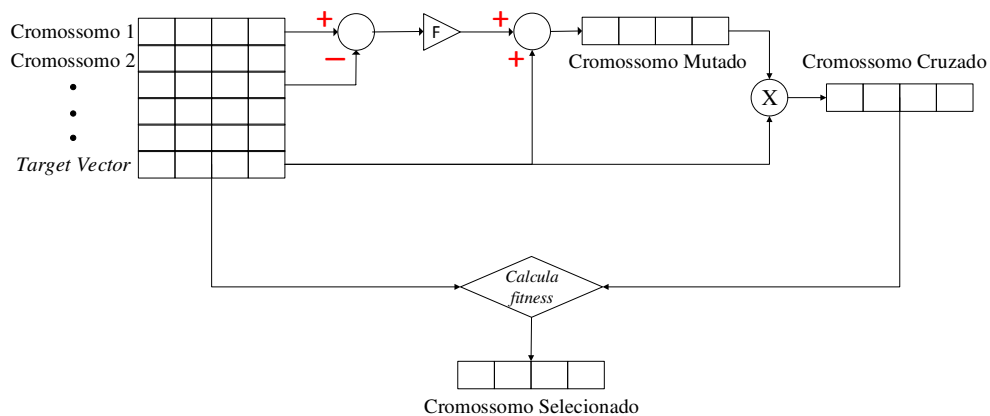 Cromossomo 1
Cromossomo 2
Target Vector
+
−
F
+
+
Cromossomo Mutado
X
Cromossomo Cruzado
Calcula
fitness
Cromossomo Selecionado